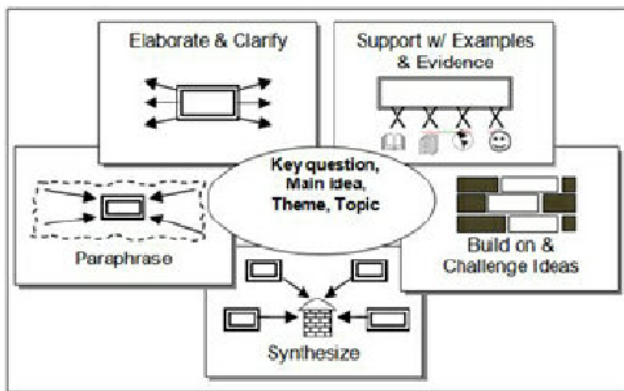 Elaborate & Clarify
Support w/ Examples
& Evidence
Key question,
Main idea,
Theme, Topic
Paraphrase
Build on &
Challenge Ideas
Synthesize